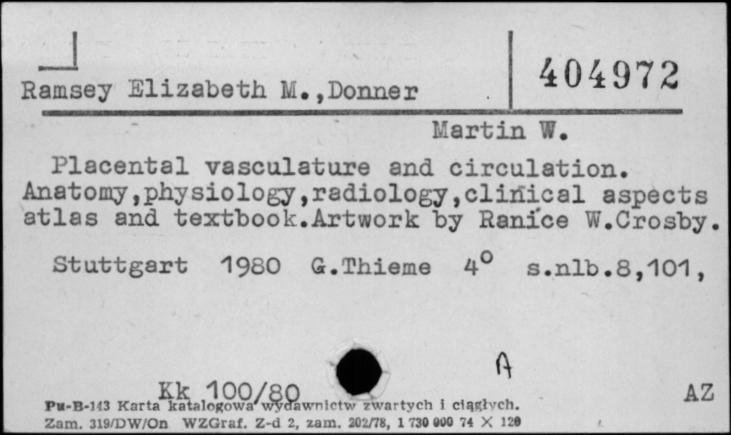 404972
Ramsey Elizabeth M.,Donner
Martin W.
Placental vasculature and circulation.
Anatomy,physiology,radiology,clinical aspects
atlas and textbook.Artwork by Ranice W.Crosby.
Stuttgart 1980 G.Thieme 4° s.nlb.8,101,
A
Kk 100/80 AZ
Pu-B-143 Karta katalogowa wydawnictw zwartych i ciągłych.
Zam. 319/DW/On WZGraf. Z-d 2, zam. 202/78, 1 730 000 74 X 120